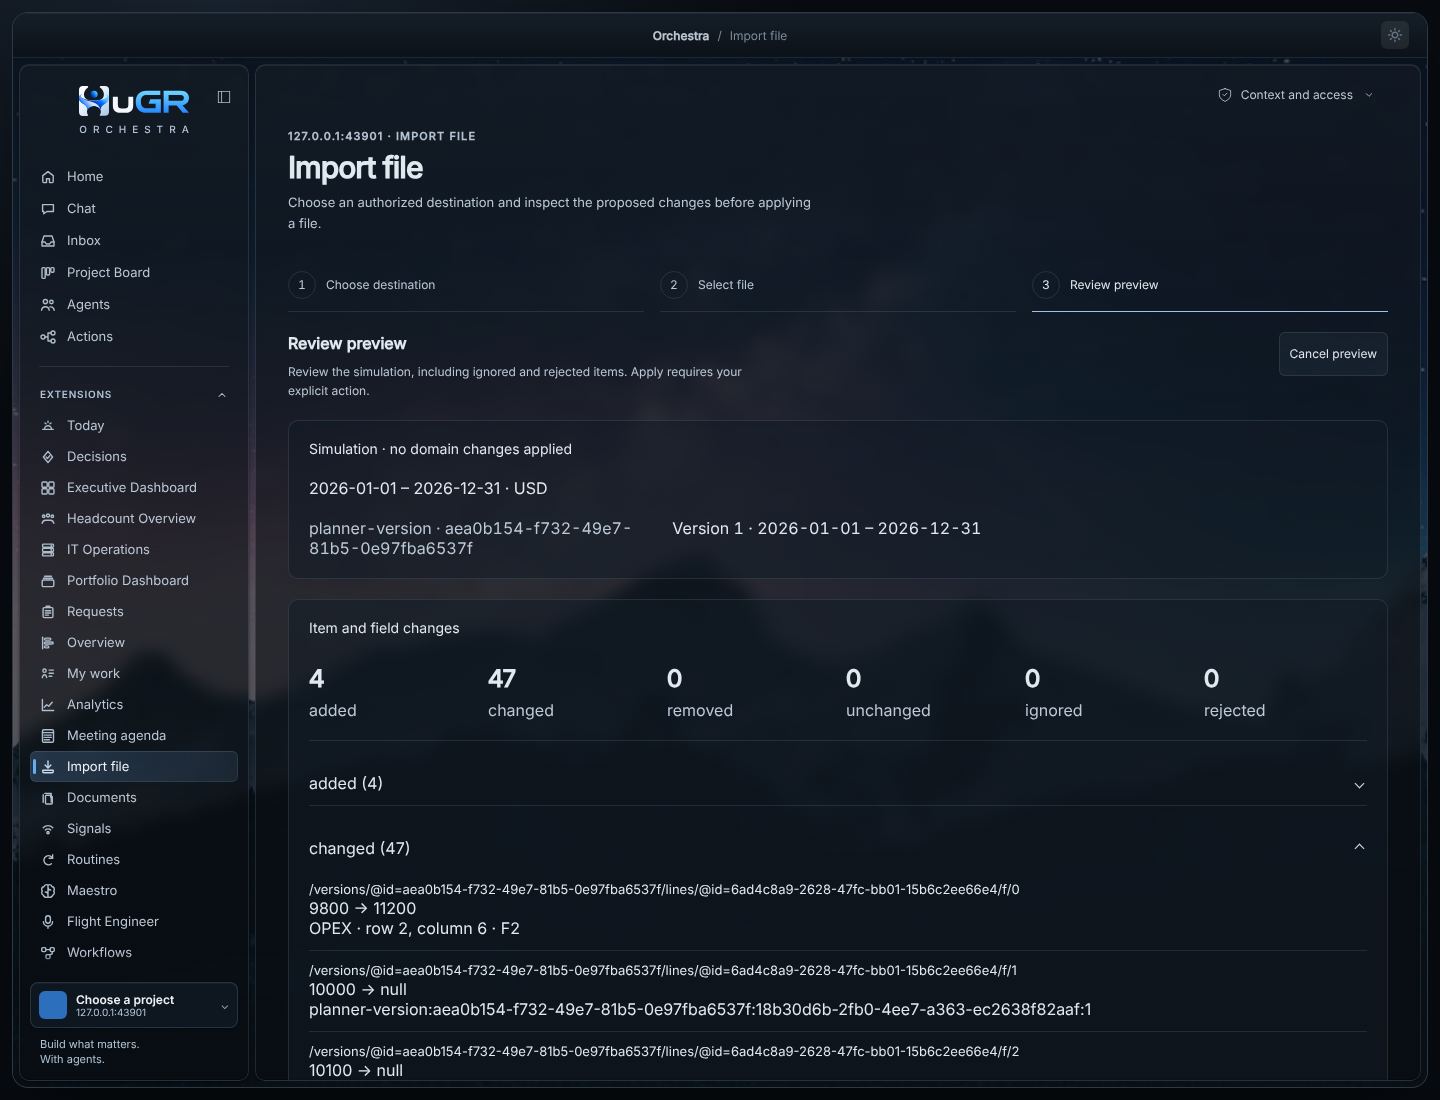 Orchestra / Import file
HuGR
ORCHESTRA
Home
Chat
Inbox
Project Board
Agents
Actions
EXTENSIONS
Today
Decisions
Executive Dashboard
Headcount Overview
IT Operations
Portfolio Dashboard
Requests
Overview
My work
Analytics
Meeting agenda
Import file
Documents
Signals
Routines
Maestro
Flight Engineer
Workflows
Choose a project
127.0.0.1:43901
Build what matters.
With agents.
Context and access
127.0.0.1:43901 · IMPORT FILE
Import file
Choose an authorized destination and inspect the proposed changes before applying
a file.
1 Choose destination
2 Select file
3 Review preview
Review preview
Review the simulation, including ignored and rejected items. Apply requires your
explicit action.
Cancel preview
Simulation · no domain changes applied
2026-01-01 – 2026-12-31 · USD
planner-version · aea0b154-f732-49e7-
81b5-0e97fba6537f
Version 1 · 2026-01-01 – 2026-12-31
Item and field changes
4 47 0 0 0 0
added changed removed unchanged ignored rejected
added (4)
changed (47)
/versions/@id=aea0b154-f732-49e7-81b5-0e97fba6537f/lines/@id=6ad4c8a9-2628-47fc-bb01-15b6c2ee66e4/f/0
9800 → 11200
OPEX · row 2, column 6 · F2
/versions/@id=aea0b154-f732-49e7-81b5-0e97fba6537f/lines/@id=6ad4c8a9-2628-47fc-bb01-15b6c2ee66e4/f/1
10000 → null
planner-version:aea0b154-f732-49e7-81b5-0e97fba6537f:18b30d6b-2fb0-4ee7-a363-ec2638f82aaf:1
/versions/@id=aea0b154-f732-49e7-81b5-0e97fba6537f/lines/@id=6ad4c8a9-2628-47fc-bb01-15b6c2ee66e4/f/2
10100 → null